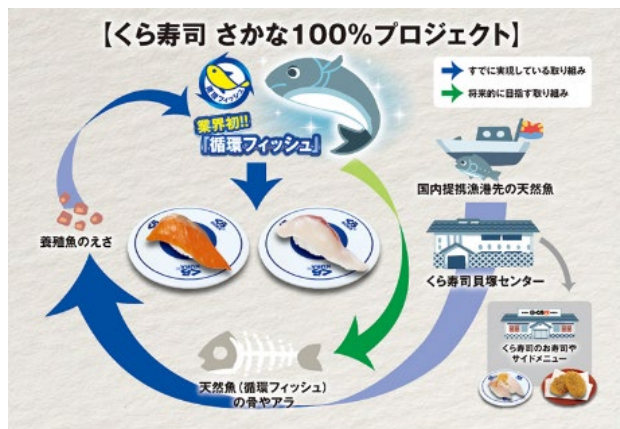 【くら寿司 さかな100%プロジェクト】
すでに実現している取り組み
将来的に目指す取り組み
循環フィッシュ
業界初!!
「循環フィッシュ」
国内提携漁港先の天然魚
養殖魚のえさ
くら寿司貝塚センター
くら寿司のお寿司や
サイドメニュー
天然魚(循環フィッシュ)
の骨やアラ